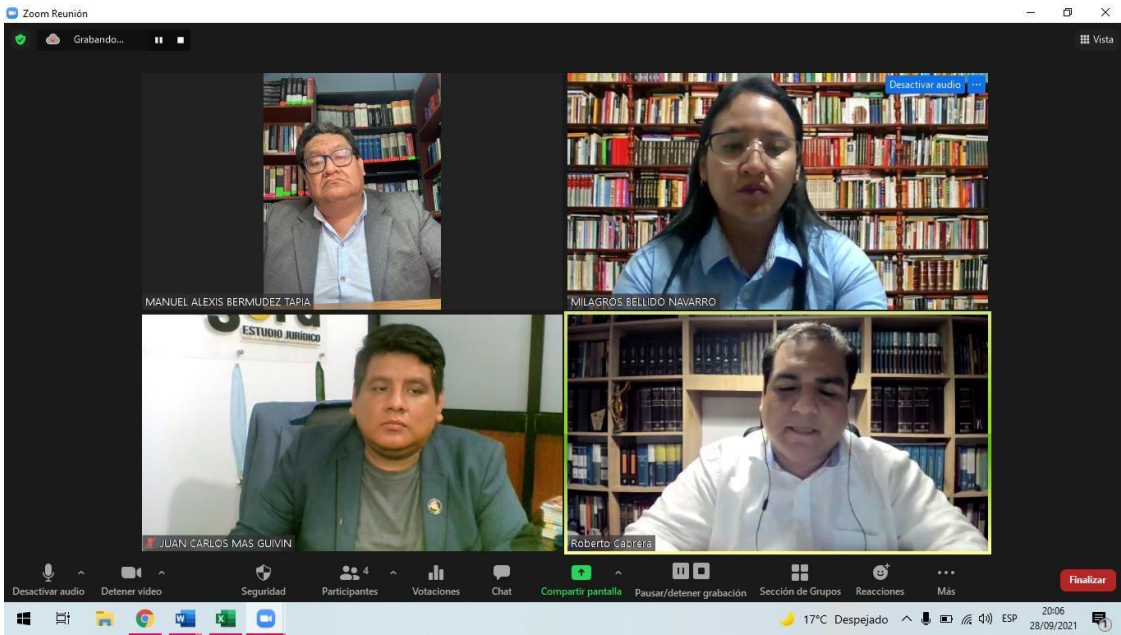 Zoom Reunión
Grabando...
Vista
Desactivar audio
MANUEL ALEXIS BERMUDEZ TAPIA
MILAGROS BELLIDO NAVARRO
ESTUDIO JURÍDICO
JUAN CARLOS MAS GUIVIN
Roberto Cabrera
Desactivar audio
Detener video
Seguridad
4
Participantes
Votaciones
Chat
Compartir pantalla
Pausar/detener grabación
Sección de Grupos
Reacciones
Más
Finalizar
17°C Despejado
ESP
20:06
28/09/2021
1